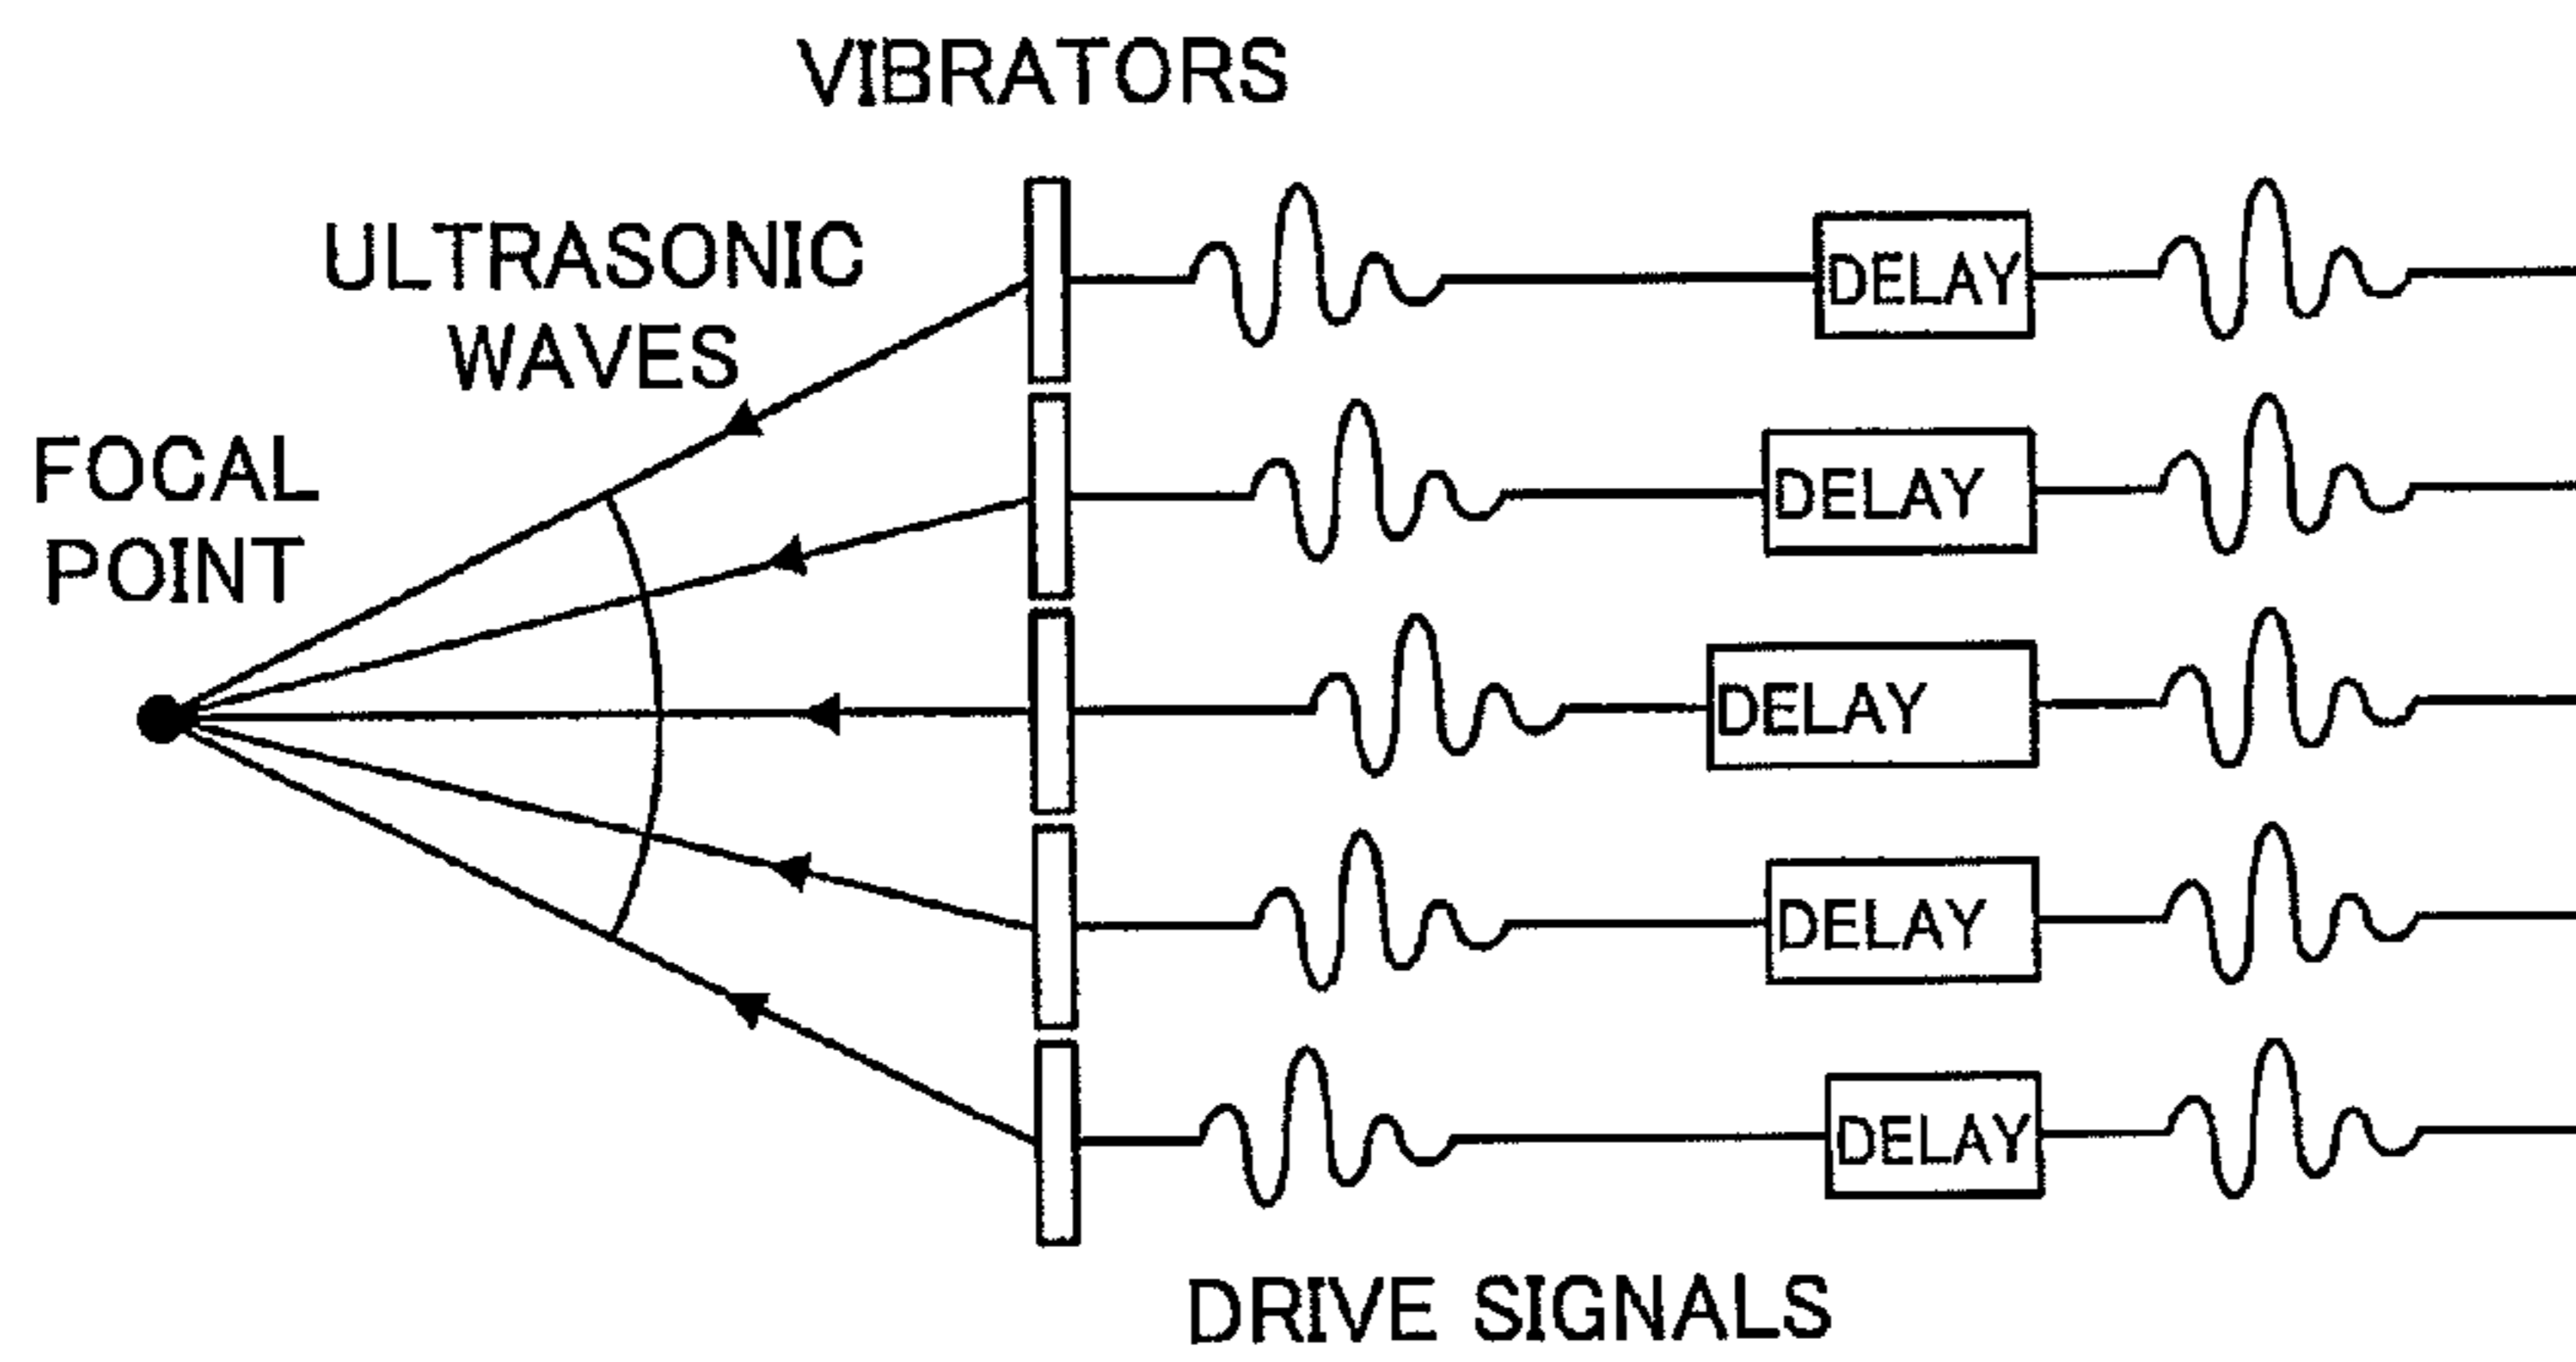 VIBRATORS
ULTRASONIC
WAVES
FOCAL
POINT
DELAY
DELAY
DELAY
DELAY
DELAY
DRIVE SIGNALS